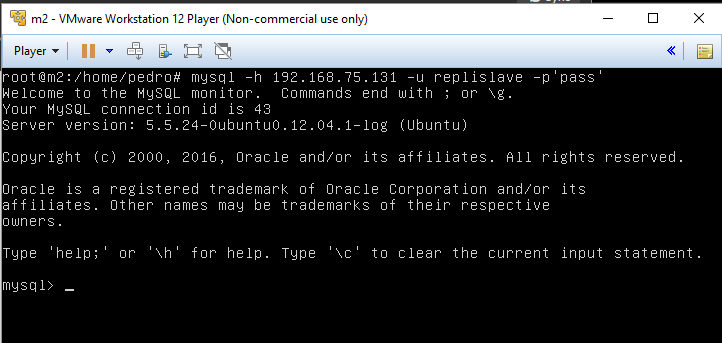 m2 - VMware Workstation 12 Player (Non-commercial use only)
Player
root@m2:/home/pedro# mysql -h 192.168.75.131 -u replislave -p'pass'
Welcome to the MySQL monitor.  Commands end with ; or \g.
Your MySQL connection id is 43
Server version: 5.5.24-0ubuntu0.12.04.1-log (Ubuntu)
Copyright (c) 2000, 2016, Oracle and/or its affiliates. All rights reserved.
Oracle is a registered trademark of Oracle Corporation and/or its
affiliates. Other names may be trademarks of their respective
owners.
Type 'help;' or '\h' for help. Type '\c' to clear the current input statement.
mysql> _